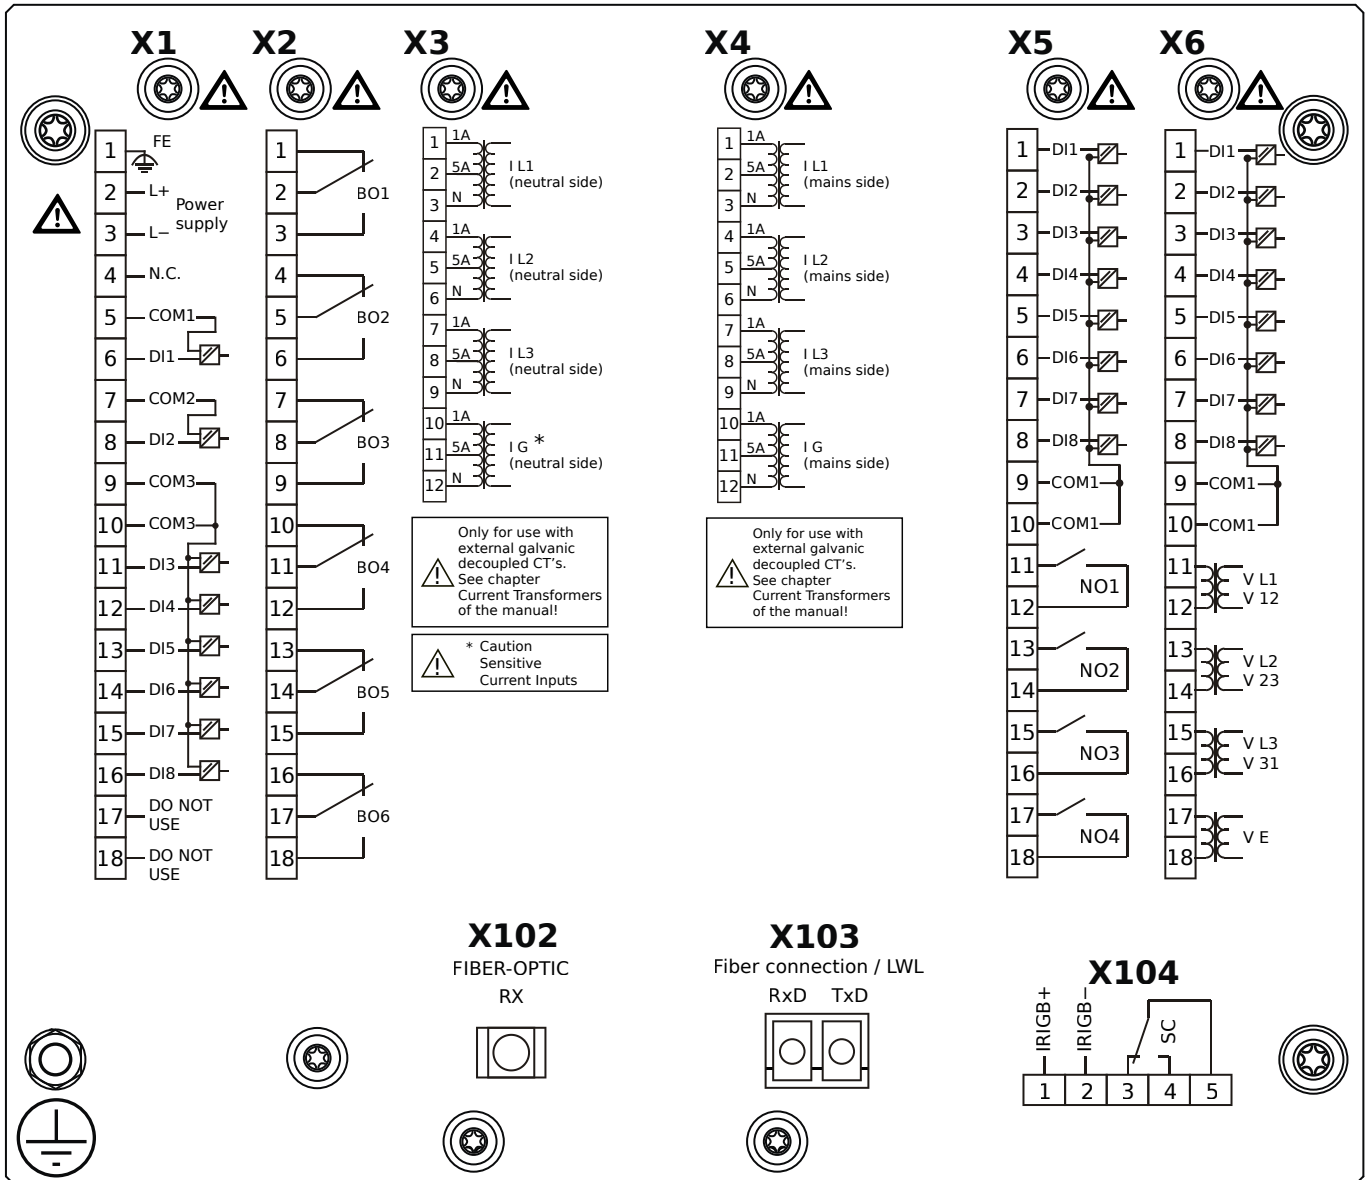 X1
X2
X3
X4
X5
X6
1 FE
2 L+
Power
supply
3 L−
4 N.C.
5 COM1
6 DI1
7 COM2
8 DI2
9 COM3
10 COM3
11 DI3
12 DI4
13 DI5
14 DI6
15 DI7
16 DI8
17 DO NOT
USE
18 DO NOT
USE
1
2 BO1
3
4
5 BO2
6
7
8 BO3
9
10
11 BO4
12
13
14 BO5
15
16
17 BO6
18
1 1A
2 5A I L1
(neutral side)
3 N
4 1A
5 5A I L2
(neutral side)
6 N
7 1A
8 5A I L3
(neutral side)
9 N
10 1A
11 5A I G *
(neutral side)
12 N
Only for use with
external galvanic
decoupled CT's.
See chapter
Current Transformers
of the manual!
* Caution
Sensitive
Current Inputs
1 1A
2 5A I L1
(mains side)
3 N
4 1A
5 5A I L2
(mains side)
6 N
7 1A
8 5A I L3
(mains side)
9 N
10 1A
11 5A I G
(mains side)
12 N
Only for use with
external galvanic
decoupled CT's.
See chapter
Current Transformers
of the manual!
1 DI1
2 DI2
3 DI3
4 DI4
5 DI5
6 DI6
7 DI7
8 DI8
9 COM1
10 COM1
11
NO1
12
13
NO2
14
15
NO3
16
17
NO4
18
1 DI1
2 DI2
3 DI3
4 DI4
5 DI5
6 DI6
7 DI7
8 DI8
9 COM1
10 COM1
11 V L1
12 V 12
13 V L2
14 V 23
15 V L3
16 V 31
17
V E
18
X102
FIBER-OPTIC
RX
X103
Fiber connection / LWL
RxD TxD
X104
IRIGB+
IRIGB−
SC
1 2 3 4 5